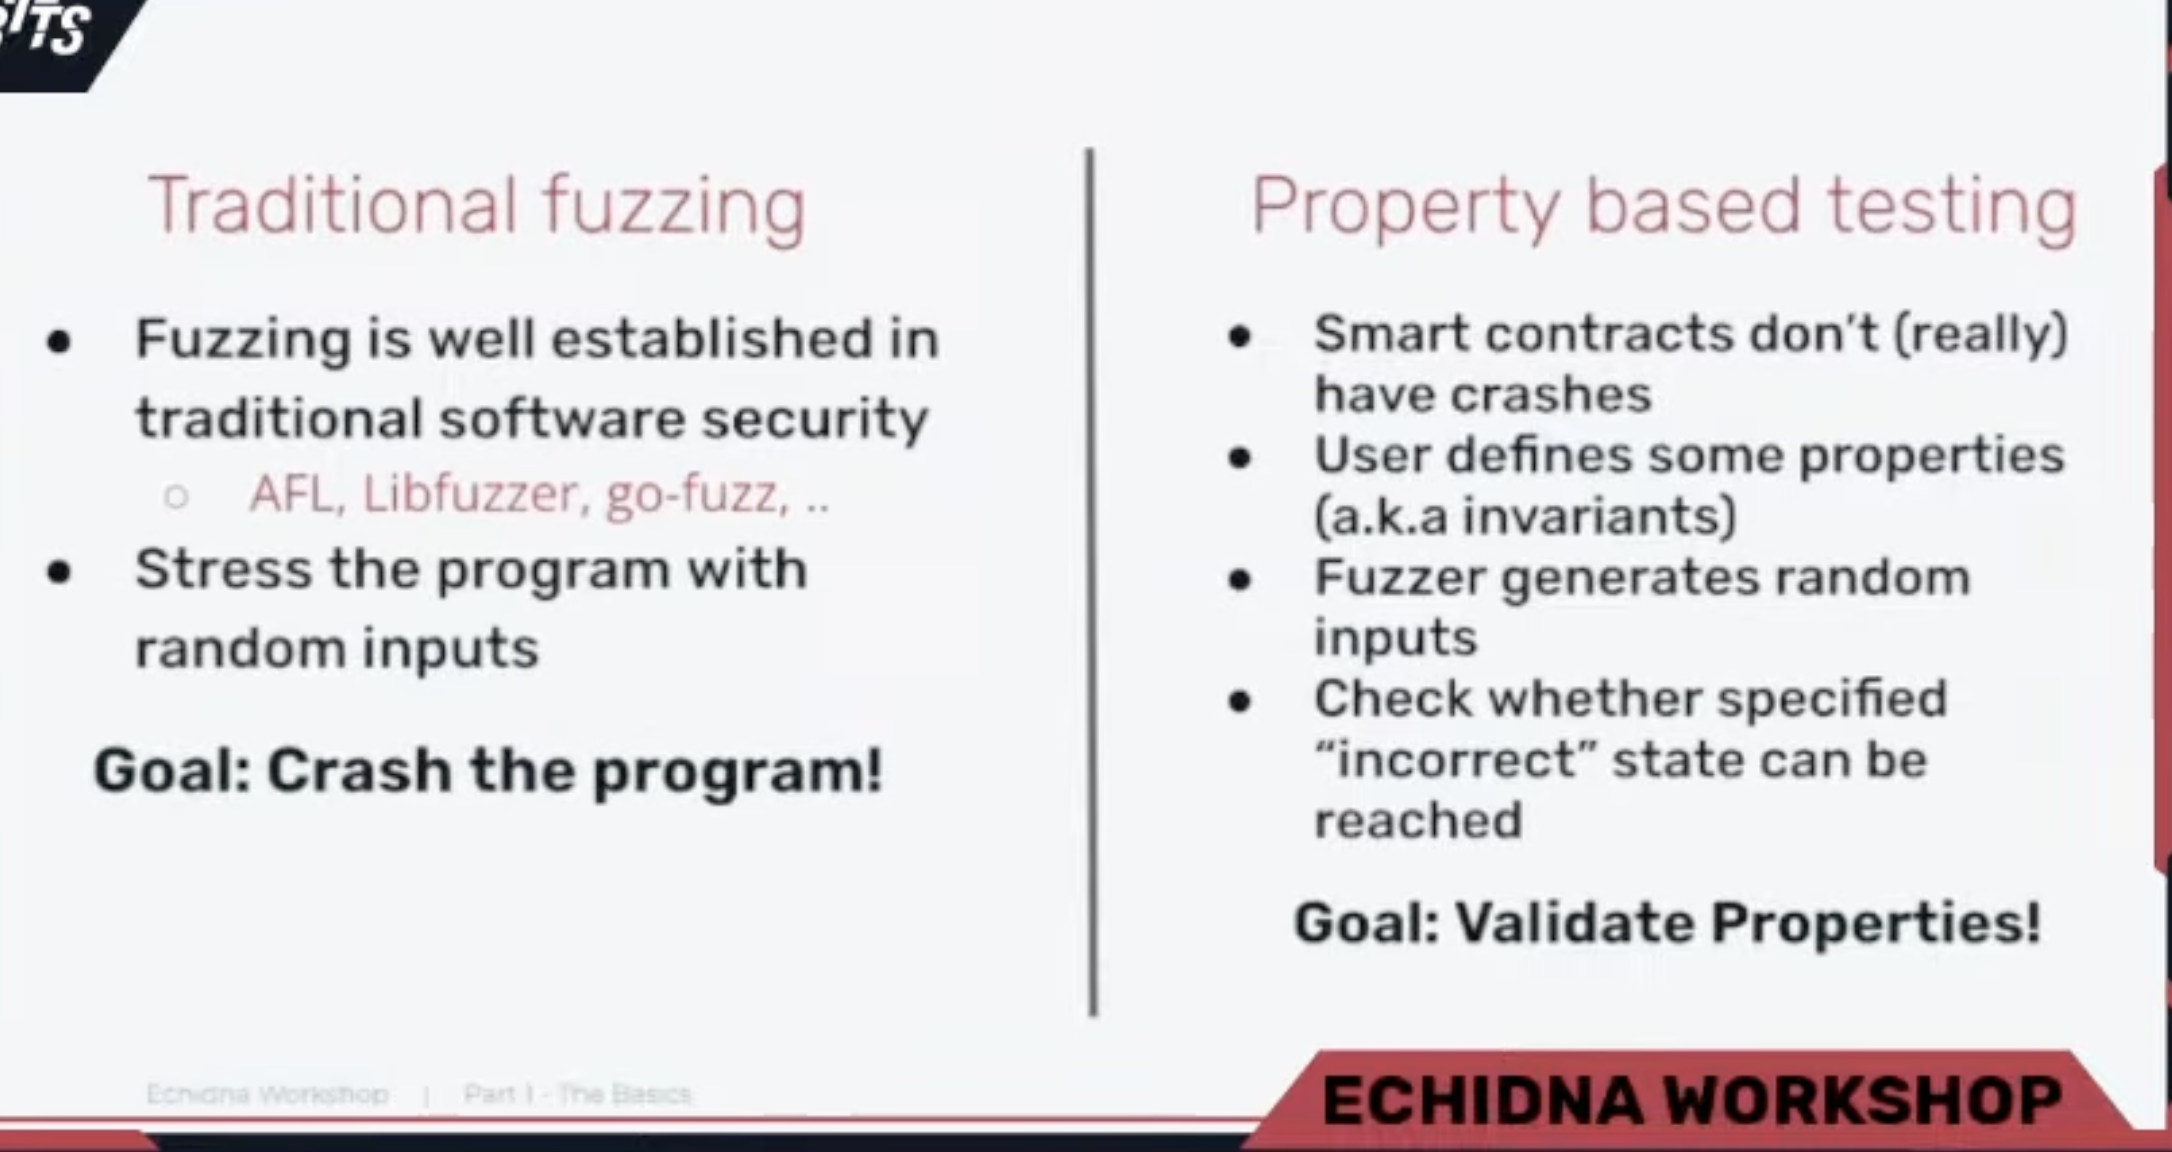 Traditional fuzzing
● Fuzzing is well established in
traditional software security
○ AFL, Libfuzzer, go-fuzz, ..
● Stress the program with
random inputs
Goal: Crash the program!
Property based testing
● Smart contracts don’t (really)
have crashes
● User defines some properties
(a.k.a invariants)
● Fuzzer generates random
inputs
● Check whether specified
“incorrect” state can be
reached
Goal: Validate Properties!
Echidna Workshop | Part 1 - The Basics
ECHIDNA WORKSHOP